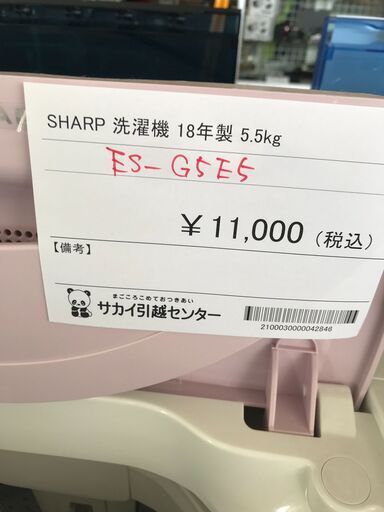 SHARP 洗濯機 18年製 5.5kg
ES-G5E5
¥11,000（税込）
【備考】
まごころこめておつきあい
サカイ引越センター
2100030000042846